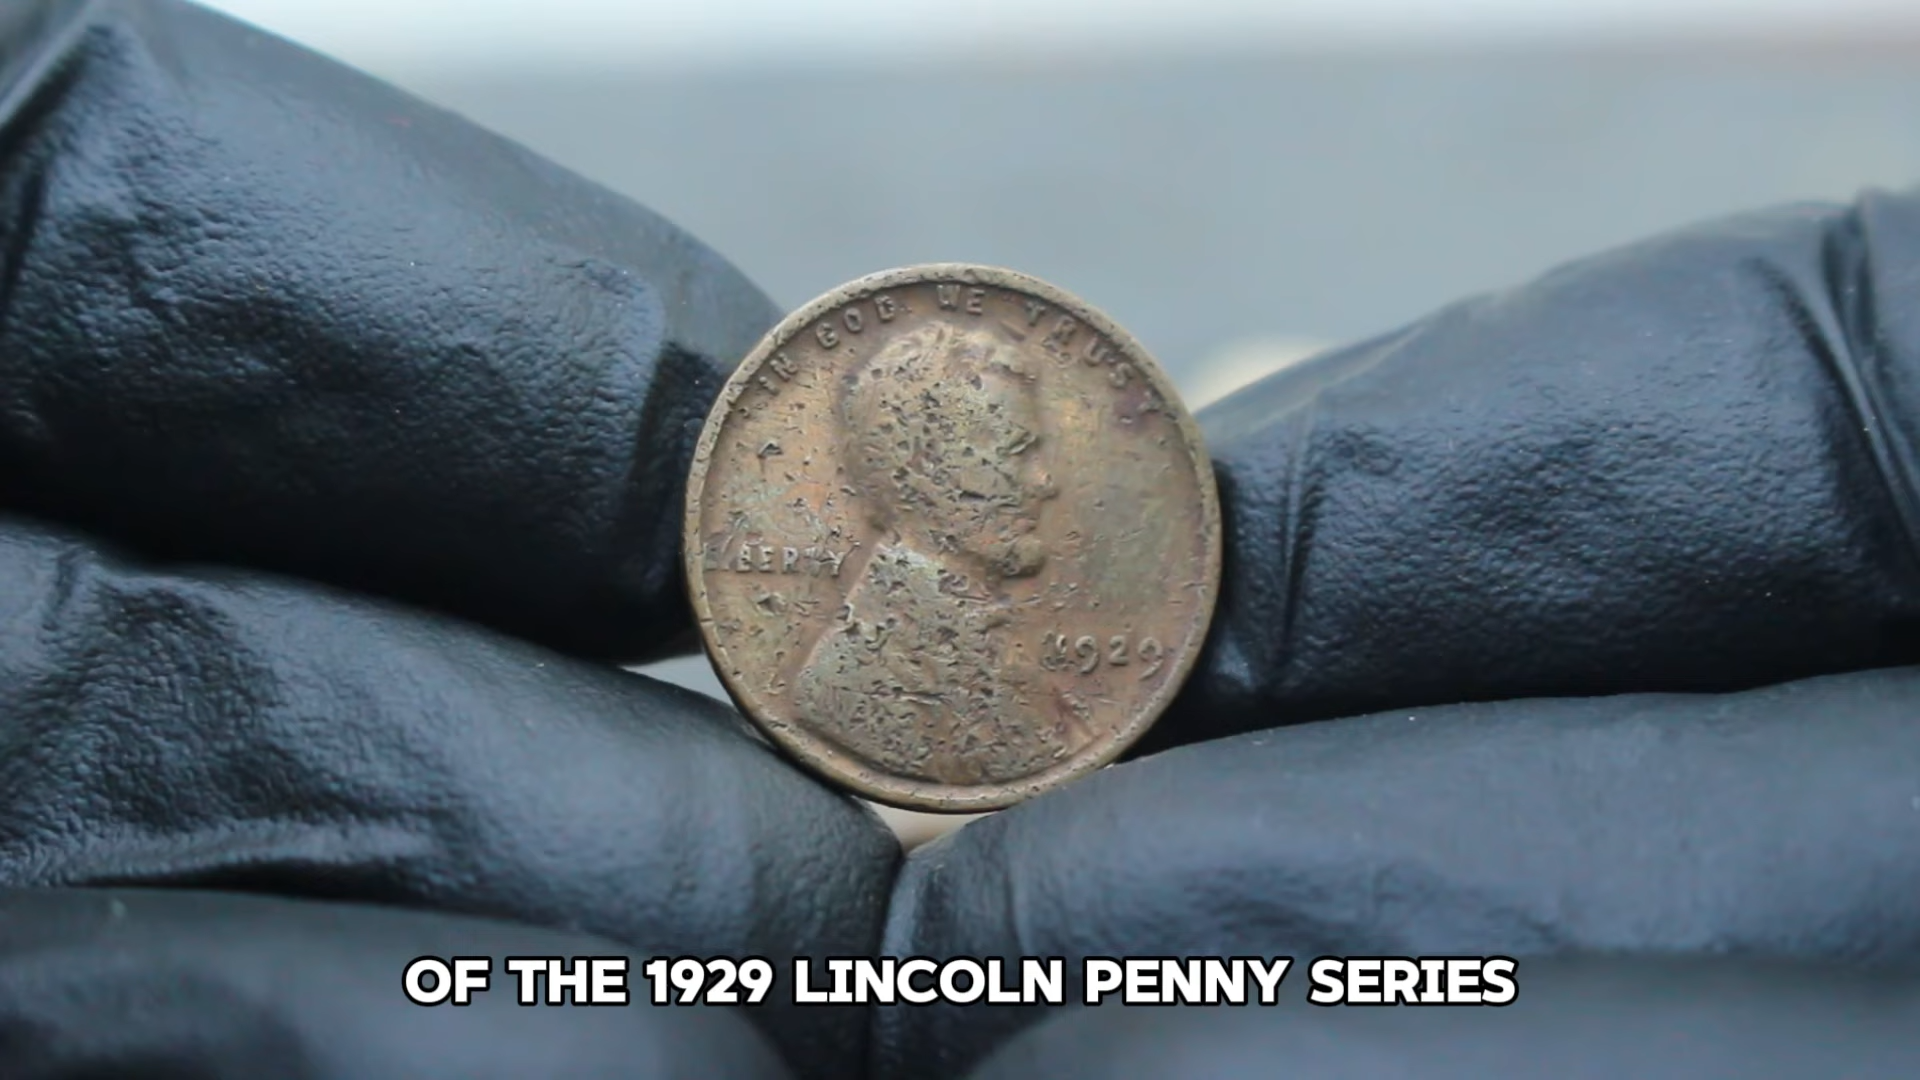 IN GOD WE TRUST
LIBERTY
1929
OF THE 1929 LINCOLN PENNY SERIES